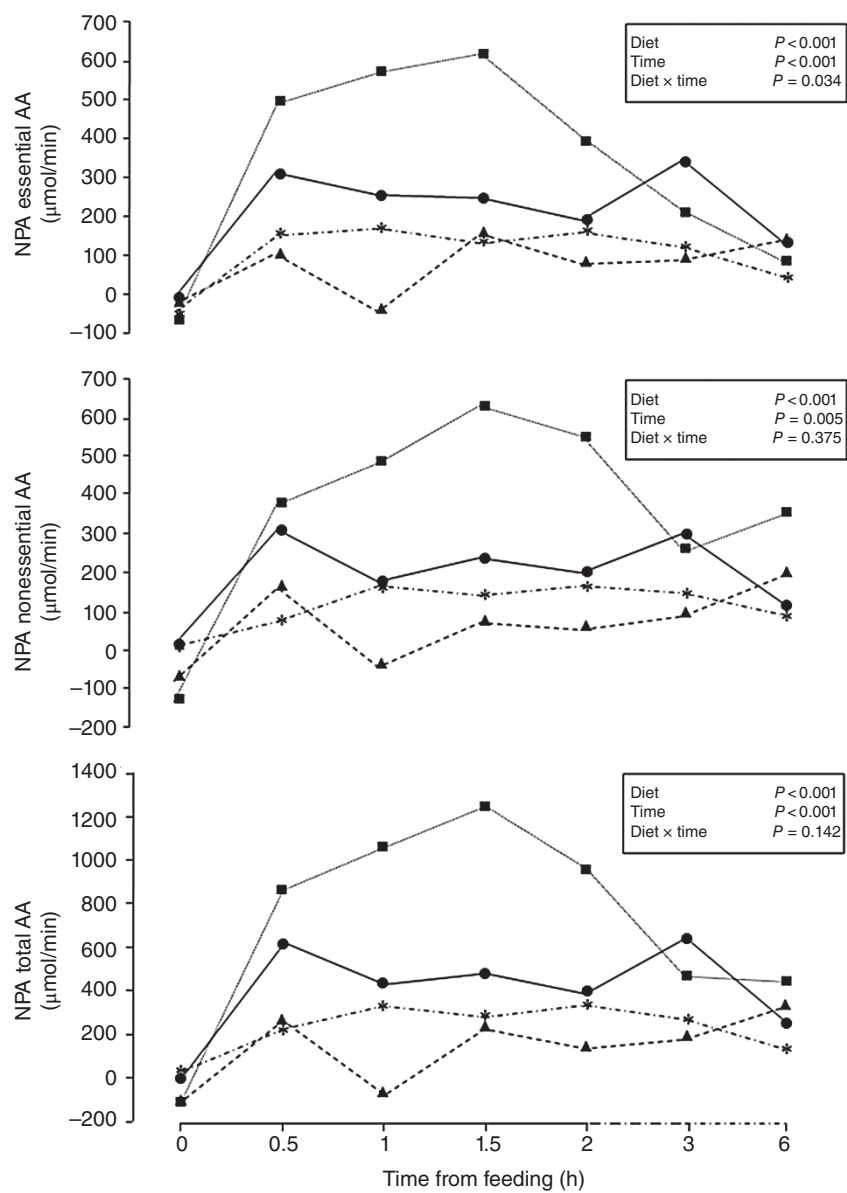 NPA essential AA
(μmol/min)
700
600
500
400
300
200
100
0
−100
Diet P < 0.001
Time P < 0.001
Diet × time P = 0.034
NPA nonessential AA
(μmol/min)
700
600
500
400
300
200
100
0
−100
−200
Diet P < 0.001
Time P = 0.005
Diet × time P = 0.375
NPA total AA
(μmol/min)
1400
1200
1000
800
600
400
200
0
−200
Diet P < 0.001
Time P < 0.001
Diet × time P = 0.142
0 0.5 1 1.5 2 3 6
Time from feeding (h)